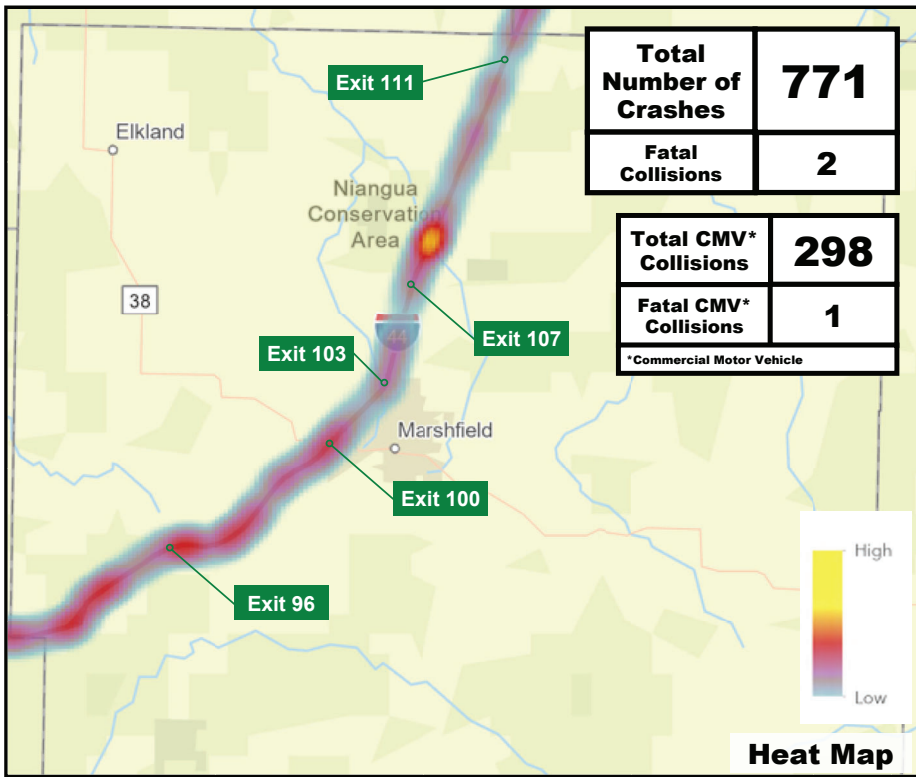 Exit 111
Total
Number of
Crashes
771
Fatal
Collisions
2
Elkland
Niangua
Conservation
Area
Total CMV*
Collisions
298
Fatal CMV*
Collisions
1
*Commercial Motor Vehicle
38
44
Exit 107
Exit 103
Marshfield
Exit 100
Exit 96
High
Low
Heat Map